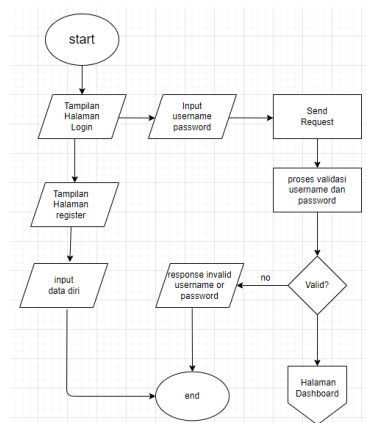 start
Tampilan
Halaman
Login
Input
username
password
Send
Request
Tampilan
Halaman
register
proses validasi
username dan
password
input
data diri
response invalid
username or
password
no
Valid?
end
Halaman
Dashboard